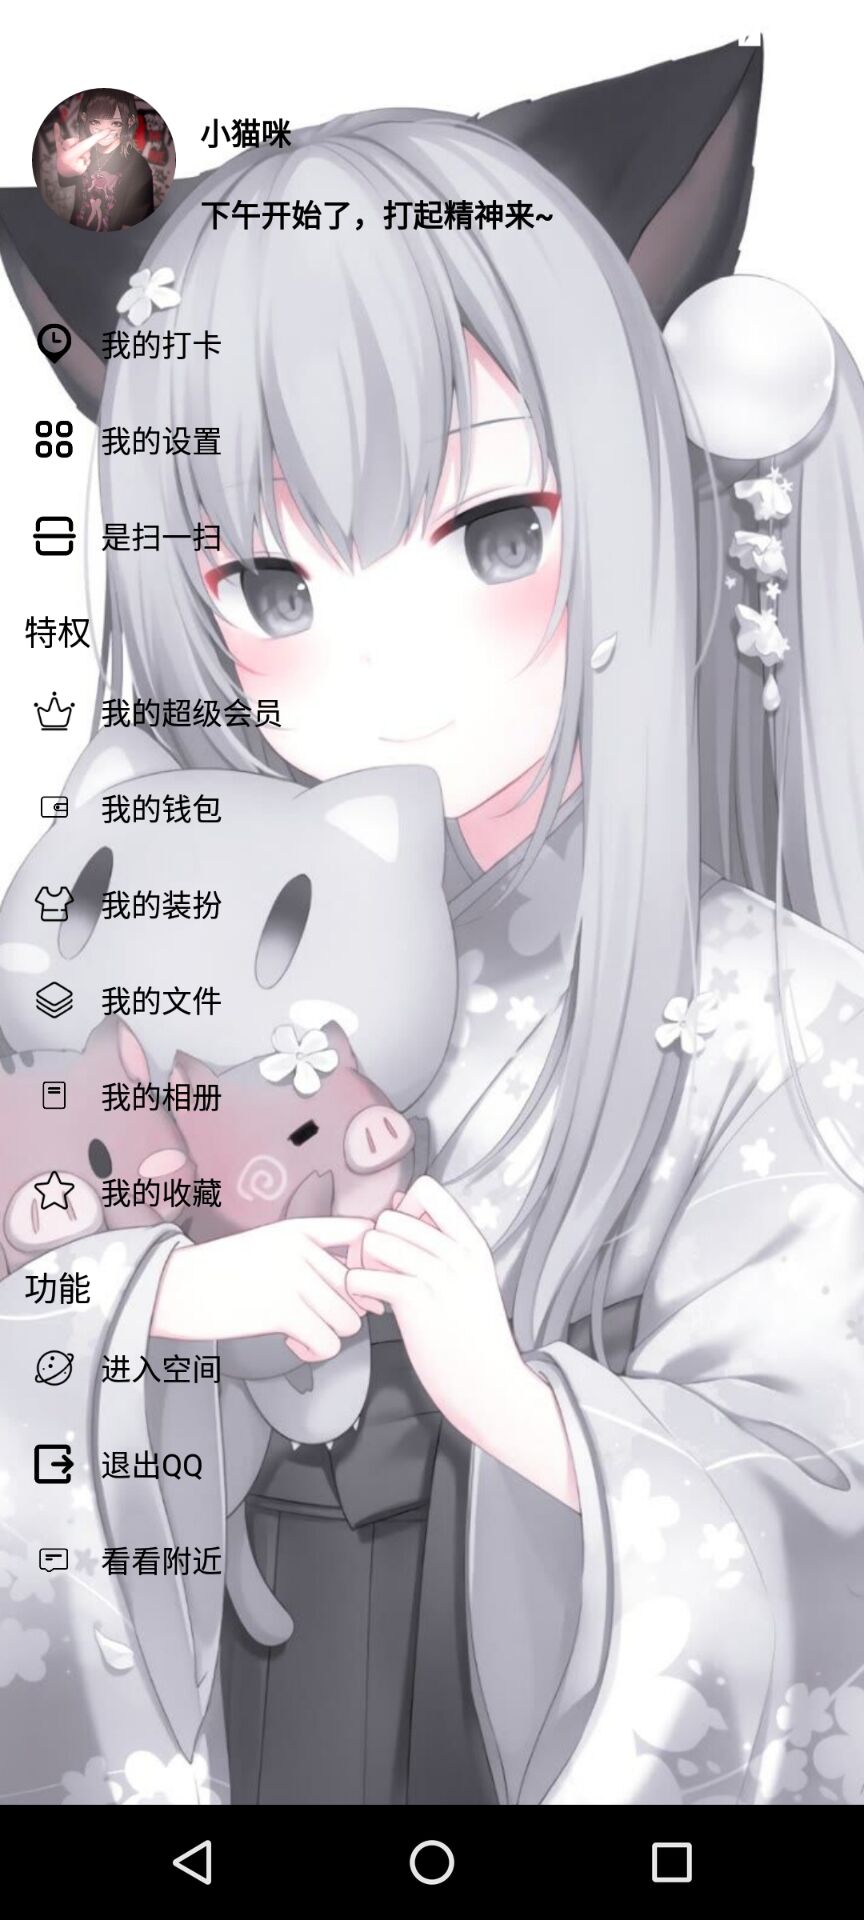 小猫咪
下午开始了，打起精神来~
我的打卡
我的设置
是扫一扫
特权
我的超级会员
我的钱包
我的装扮
我的文件
我的相册
我的收藏
功能
进入空间
退出QQ
看看附近